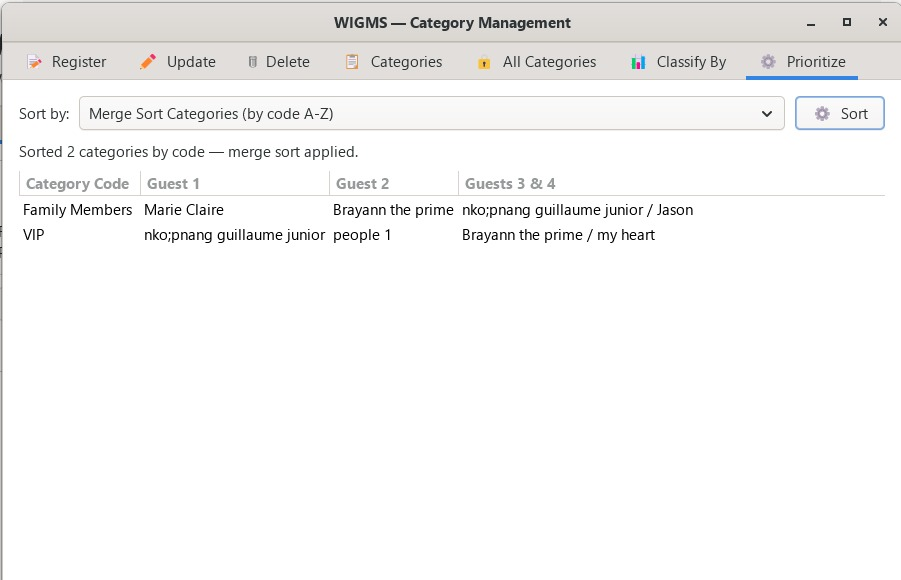 WIGMS — Category Management
Register Update Delete Categories All Categories Classify By Prioritize
Sort by: Merge Sort Categories (by code A-Z) Sort
Sorted 2 categories by code — merge sort applied.
Category Code Guest 1 Guest 2 Guests 3 & 4
Family Members Marie Claire Brayann the prime nko;pnang guillaume junior / Jason
VIP nko;pnang guillaume junior people 1 Brayann the prime / my heart